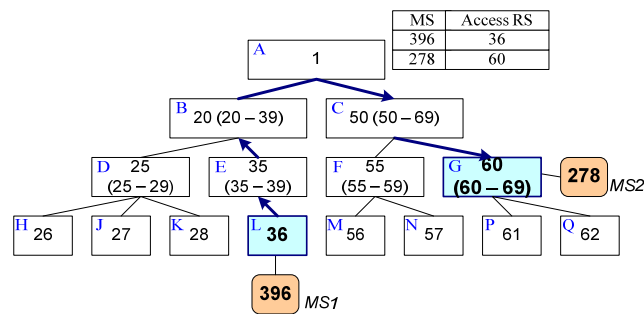 MS Access RS
396 36
278 60
A 1
B 20 (20 – 39)
C 50 (50 – 69)
D 25
(25 – 29)
E 35
(35 – 39)
F 55
(55 – 59)
G 60
(60 – 69)
278 MS2
H 26
J 27
K 28
L 36
M 56
N 57
P 61
Q 62
396 MS1